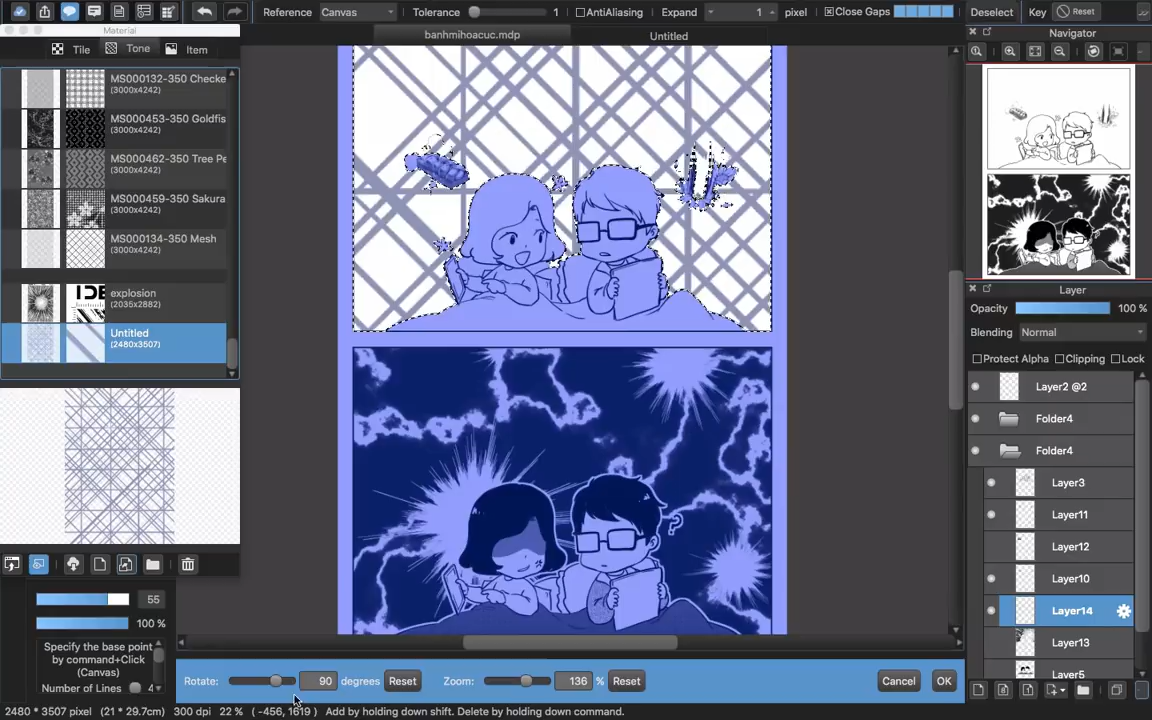 Reference Canvas Tolerance 1 AntiAliasing Expand 1 pixel Close Gaps Deselect Key Reset
Material
Tile Tone Item
MS000132-350 Checke
(3000x4242)
MS000453-350 Goldfis
(3000x4242)
MS000462-350 Tree Pe
(3000x4242)
MS000459-350 Sakura
(3000x4242)
MS000134-350 Mesh
(3000x4242)
explosion
(2035x2882)
Untitled
(2480x3507)
55
100 %
Specify the base point
by command+Click
(Canvas)
Number of Lines
banhmihoacuc.mdp Untitled
?
Rotate: 90 degrees Reset Zoom: 136 % Reset Cancel OK
Navigator
Layer
Opacity 100 %
Blending Normal
Protect Alpha Clipping Lock
Layer2 @2
Folder4
Folder4
Layer3
Layer11
Layer12
Layer10
Layer14
Layer13
Layer5
2480 * 3507 pixel (21 * 29.7cm) 300 dpi 22 % ( -456, 1619 ) Add by holding down shift. Delete by holding down command.